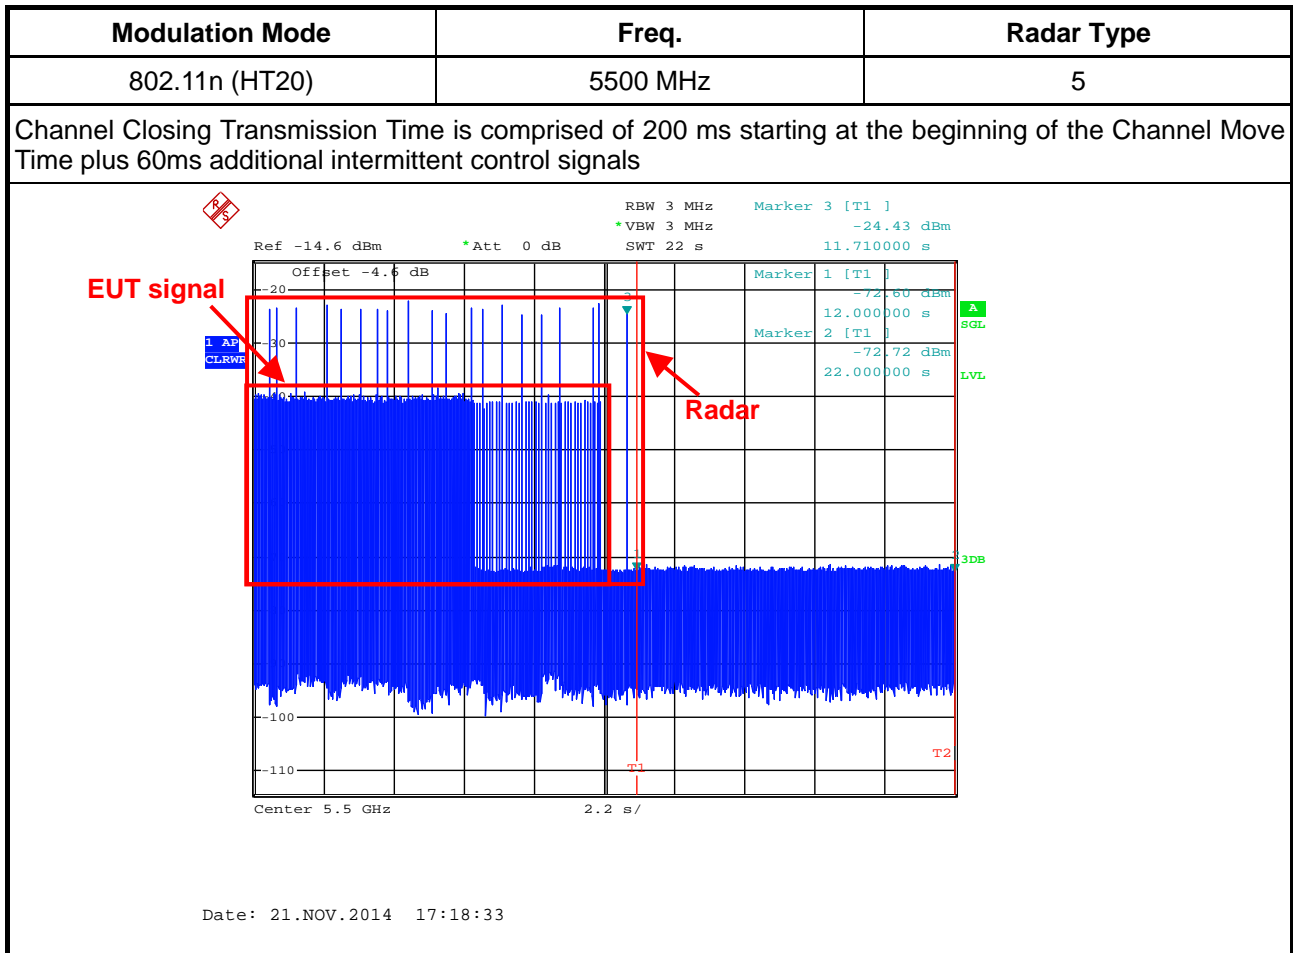 Modulation Mode Freq. Radar Type
802.11n (HT20) 5500 MHz 5
Channel Closing Transmission Time is comprised of 200 ms starting at the beginning of the Channel Move
Time plus 60ms additional intermittent control signals
R&S
RBW 3 MHz Marker 3 [T1 ]
*VBW 3 MHz -24.43 dBm
Ref -14.6 dBm *Att 0 dB SWT 22 s 11.710000 s
Offset -4.6 dB Marker 1 [T1 ]
EUT signal
-20 3 -72.60 dBm
12.000000 s A
SGL
Marker 2 [T1 ]
1 AP -30
CLRWR -72.72 dBm
22.000000 s LVL
-40
Radar
1 2 3DB
-100
T2
-110 T1
Center 5.5 GHz 2.2 s/
Date: 21.NOV.2014 17:18:33